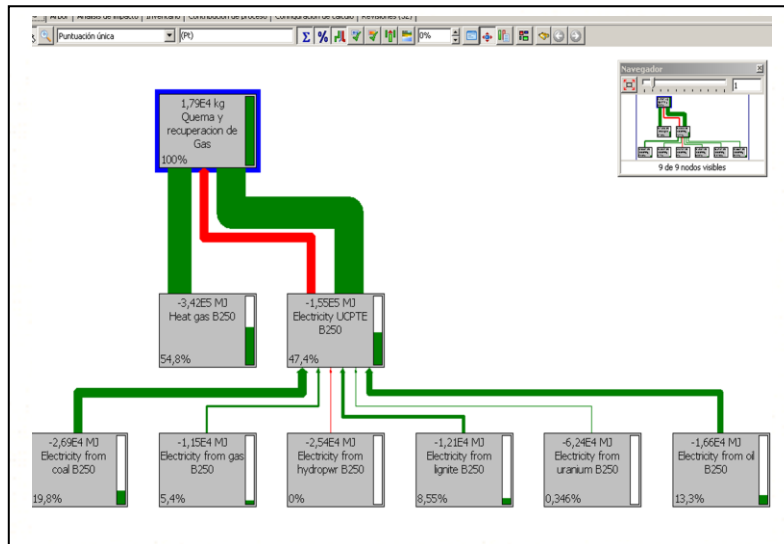 Árbol Análisis de impacto Inventario Contribución de proceso Configuración de cálculo Revisiones (32)
Puntuación única (Pt) Σ % 0%
Navegador x
1
9 de 9 nodos visibles
1,79E4 kg
Quema y
recuperacion de
Gas
100%
-3,42E5 MJ
Heat gas B250
54,8%
-1,55E5 MJ
Electricity UCPTE
B250
47,4%
-2,69E4 MJ
Electricity from
coal B250
19,8%
-1,15E4 MJ
Electricity from gas
B250
5,4%
-2,54E4 MJ
Electricity from
hydropwr B250
0%
-1,21E4 MJ
Electricity from
lignite B250
8,55%
-6,24E4 MJ
Electricity from
uranium B250
0,346%
-1,66E4 MJ
Electricity from oil
B250
13,3%